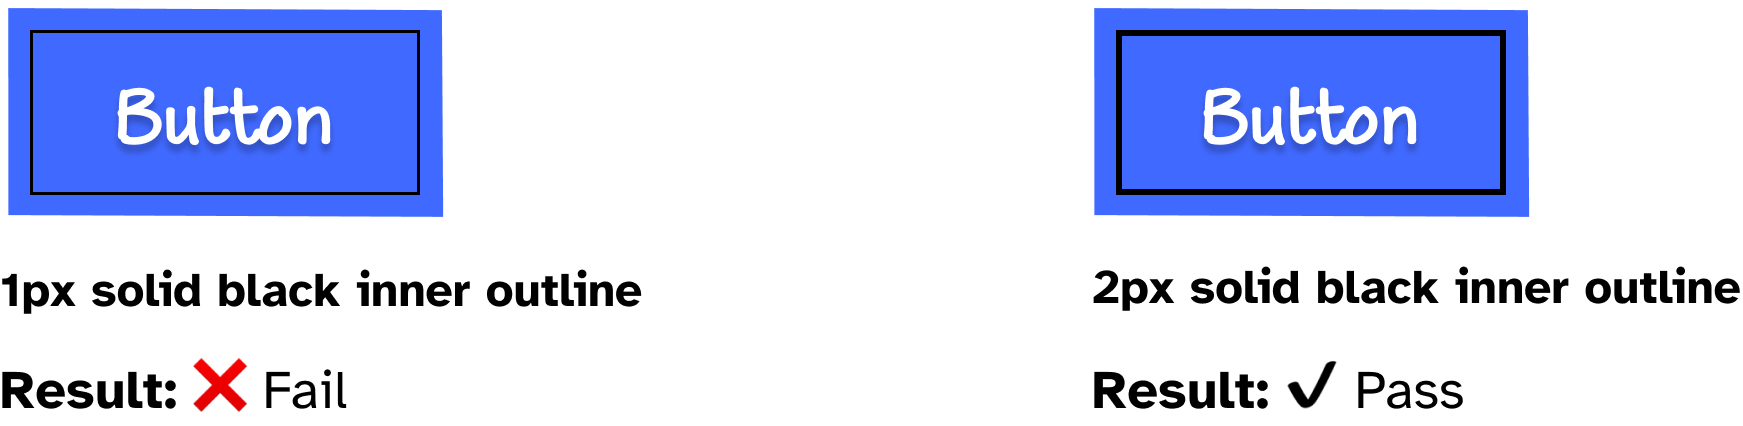 Button
1px solid black inner outline
Result: ❌ Fail
Button
2px solid black inner outline
Result: ✔ Pass